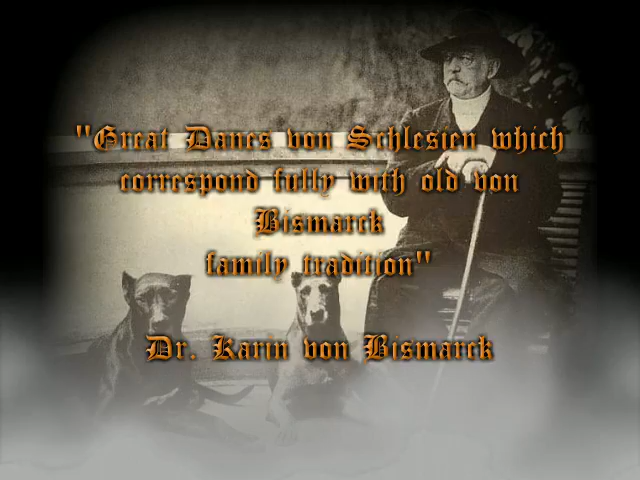 "Great Danes von Schlesien which
correspond fully with old von
Bismarck
family tradition"
Dr. Karin von Bismarck